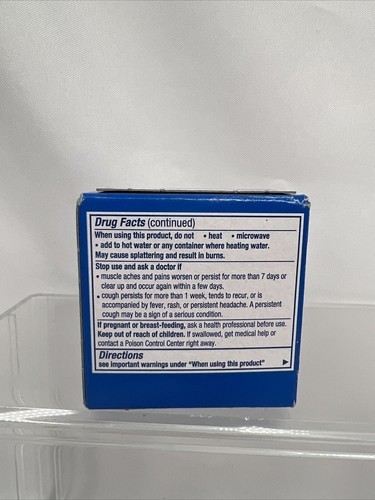 Drug Facts (continued)
When using this product, do not • heat • microwave
• add to hot water or any container where heating water.
May cause splattering and result in burns.
Stop use and ask a doctor if
• muscle aches and pains worsen or persist for more than 7 days or
clear up and occur again within a few days.
• cough persists for more than 1 week, tends to recur, or is
accompanied by fever, rash, or persistent headache. A persistent
cough may be a sign of a serious condition.
If pregnant or breast-feeding, ask a health professional before use.
Keep out of reach of children. If swallowed, get medical help or
contact a Poison Control Center right away.
Directions
see important warnings under "When using this product" ▶